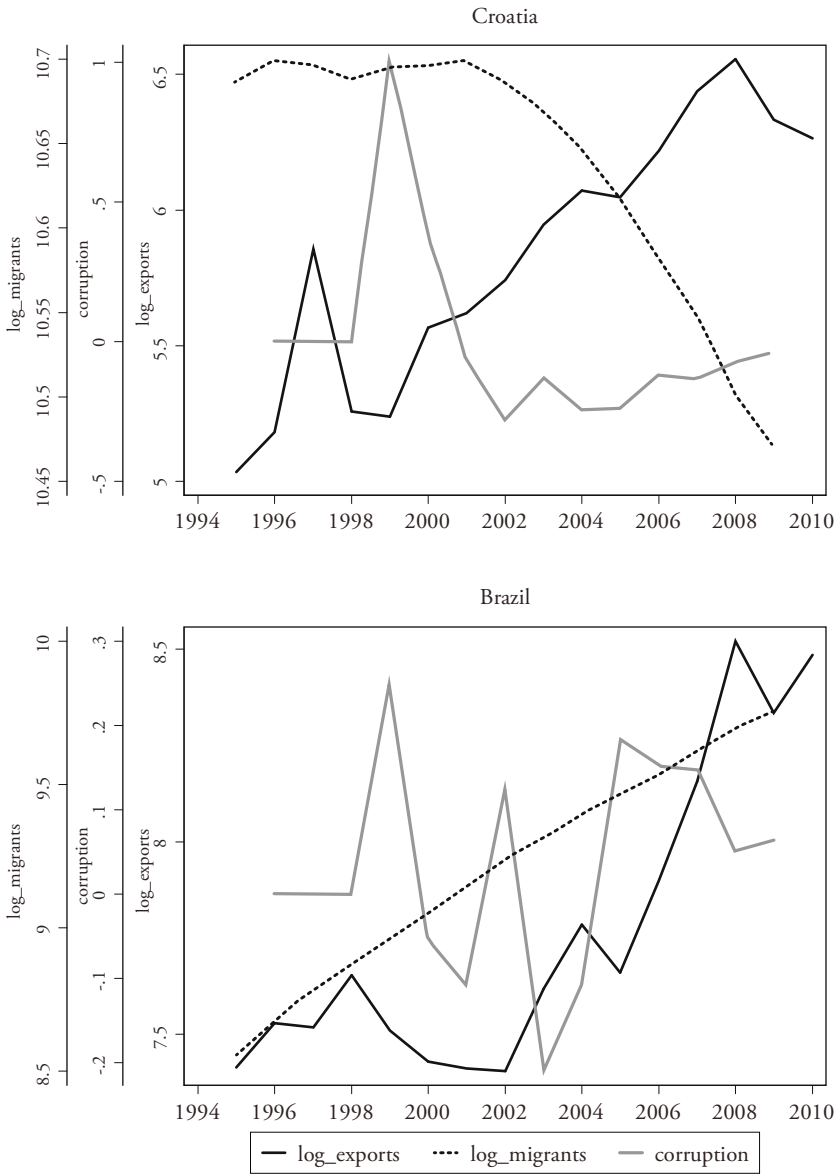 Croatia
log_migrants
10.7
10.65
10.6
10.55
10.5
10.45
corruption
1
.5
0
-.5
log_exports
6.5
6
5.5
5
1994 1996 1998 2000 2002 2004 2006 2008 2010
Brazil
log_migrants
10
9.5
9
8.5
corruption
.3
.2
.1
0
-.1
-.2
log_exports
8.5
8
7.5
1994 1996 1998 2000 2002 2004 2006 2008 2010
log_exports log_migrants corruption